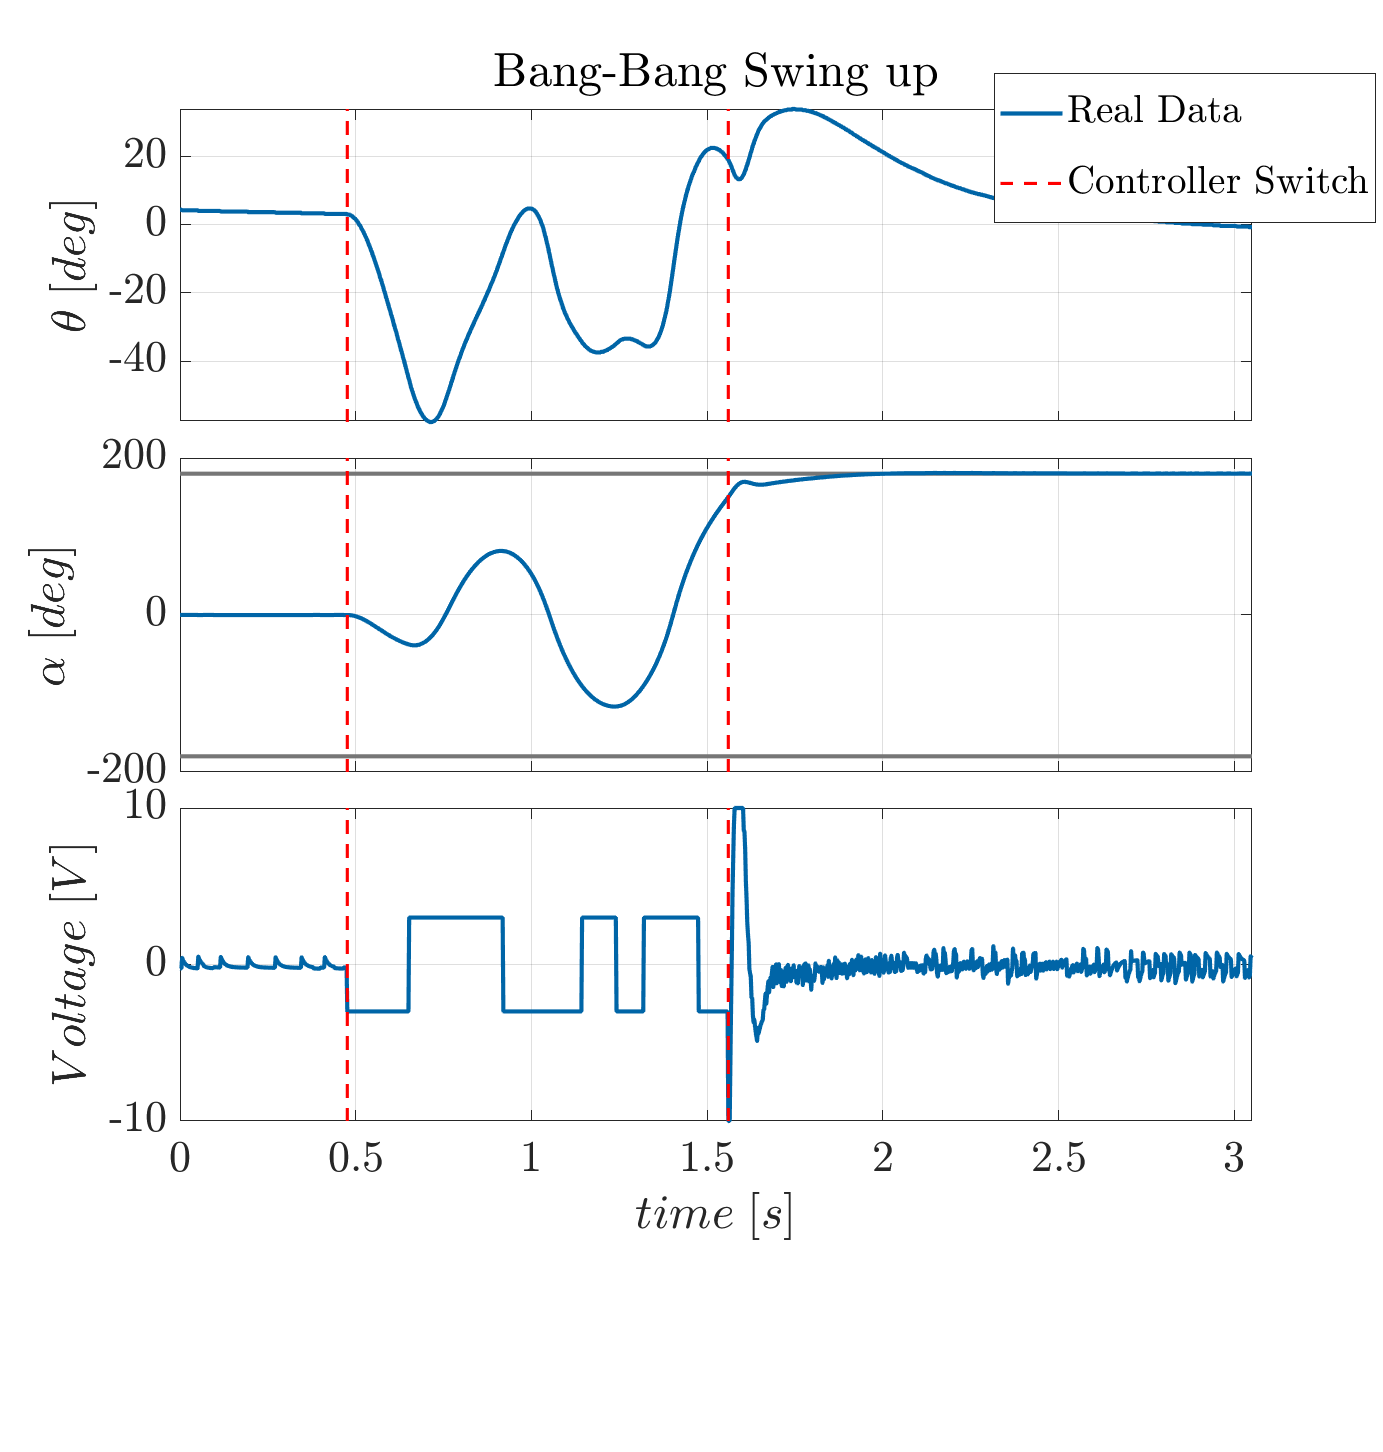 Bang-Bang Swing up
Real Data
Controller Switch
20
0
-20
-40
θ [deg]
200
0
-200
α [deg]
10
0
-10
Voltage [V]
0 0.5 1 1.5 2 2.5 3
time [s]